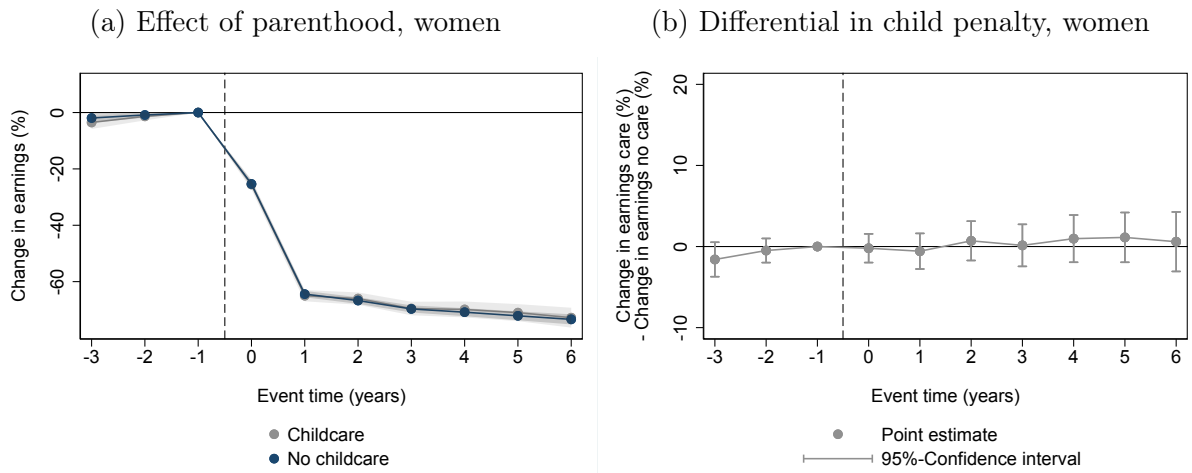 (a) Effect of parenthood, women
Change in earnings (%)
0
-20
-40
-60
-3 -2 -1 0 1 2 3 4 5 6
Event time (years)
Childcare
No childcare
(b) Differential in child penalty, women
Change in earnings care (%)
- Change in earnings no care (%)
20
10
0
-10
-3 -2 -1 0 1 2 3 4 5 6
Event time (years)
Point estimate
95%-Confidence interval